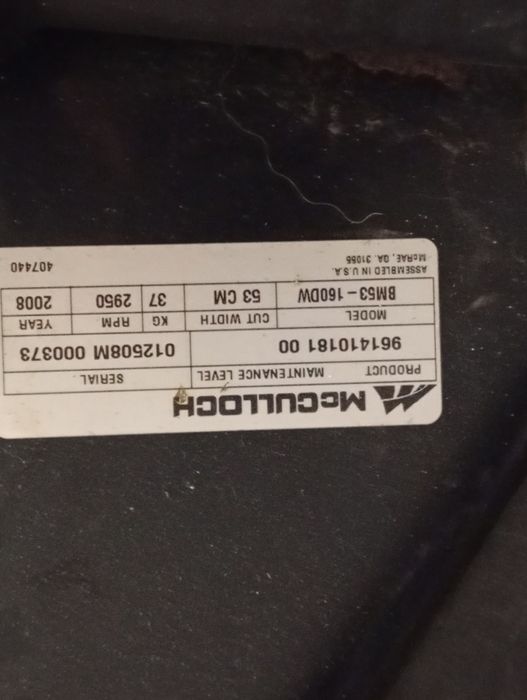 McCULLOCH
PRODUCT MAINTENANCE LEVEL SERIAL
961410181 00 012508M 000373
MODEL CUT WIDTH KG RPM YEAR
BM53-160DW 53 CM 37 2950 2008
ASSEMBLED IN U.S.A.
McRAE, GA. 31055 407440